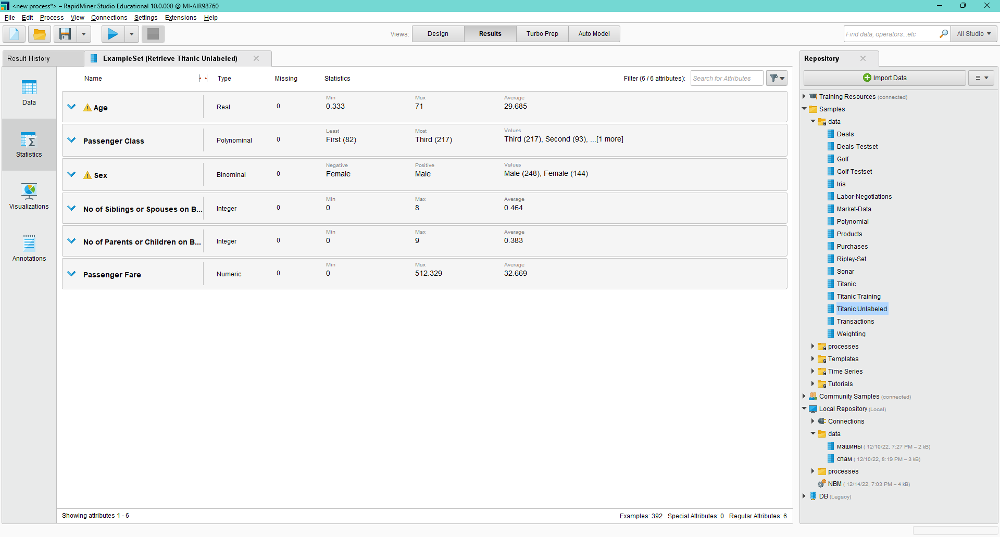 <new process*> – RapidMiner Studio Educational 10.0.000 @ MI-AIR98760
File Edit Process View Connections Settings Extensions Help
Views: Design Results Turbo Prep Auto Model
Find data, operators...etc All Studio
Result History
ExampleSet (Retrieve Titanic Unlabeled)
Repository
Data
Statistics
Visualizations
Annotations
Name Type Missing Statistics Filter (6 / 6 attributes): Search for Attributes
Min Max Average
Age Real 0 0.333 71 29.685
Least Most Values
Passenger Class Polynominal 0 First (82) Third (217) Third (217), Second (93), ...[1 more]
Negative Positive Values
Sex Binominal 0 Female Male Male (248), Female (144)
Min Max Average
No of Siblings or Spouses on B... Integer 0 0 8 0.464
Min Max Average
No of Parents or Children on B... Integer 0 0 9 0.383
Min Max Average
Passenger Fare Numeric 0 0 512.329 32.669
Showing attributes 1 - 6
Examples: 392 Special Attributes: 0 Regular Attributes: 6
Import Data
Training Resources (connected)
Samples
data
Deals
Deals-Testset
Golf
Golf-Testset
Iris
Labor-Negotiations
Market-Data
Polynomial
Products
Purchases
Ripley-Set
Sonar
Titanic
Titanic Training
Titanic Unlabeled
Transactions
Weighting
processes
Templates
Time Series
Tutorials
Community Samples (connected)
Local Repository (Local)
Connections
data
машины ( 12/10/22, 7:27 PM – 2 kB)
спам ( 12/10/22, 8:19 PM – 3 kB)
processes
NBM ( 12/14/22, 7:03 PM – 4 kB)
DB (Legacy)